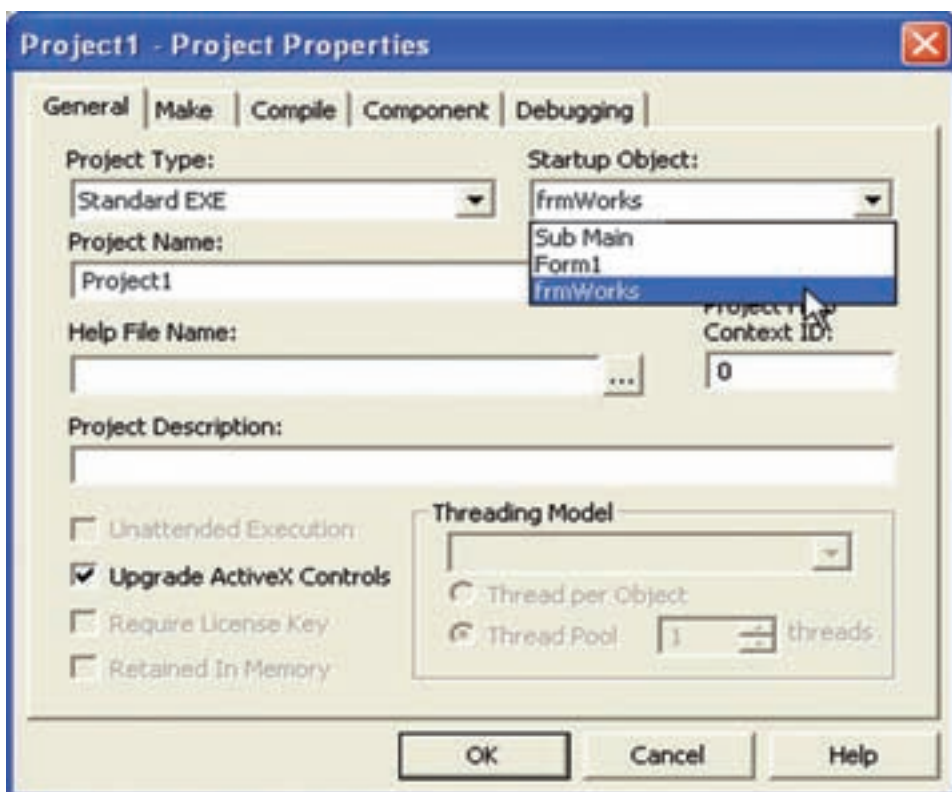 Project1 - Project Properties
General Make Compile Component Debugging
Project Type:
Standard EXE
Startup Object:
frmWorks
Sub Main
Form1
frmWorks
Project Name:
Project1
Help File Name:
...
Project Help
Context ID:
0
Project Description:
Unattended Execution
Upgrade ActiveX Controls
Require License Key
Retained In Memory
Threading Model
Thread per Object
Thread Pool 1 threads
OK Cancel Help